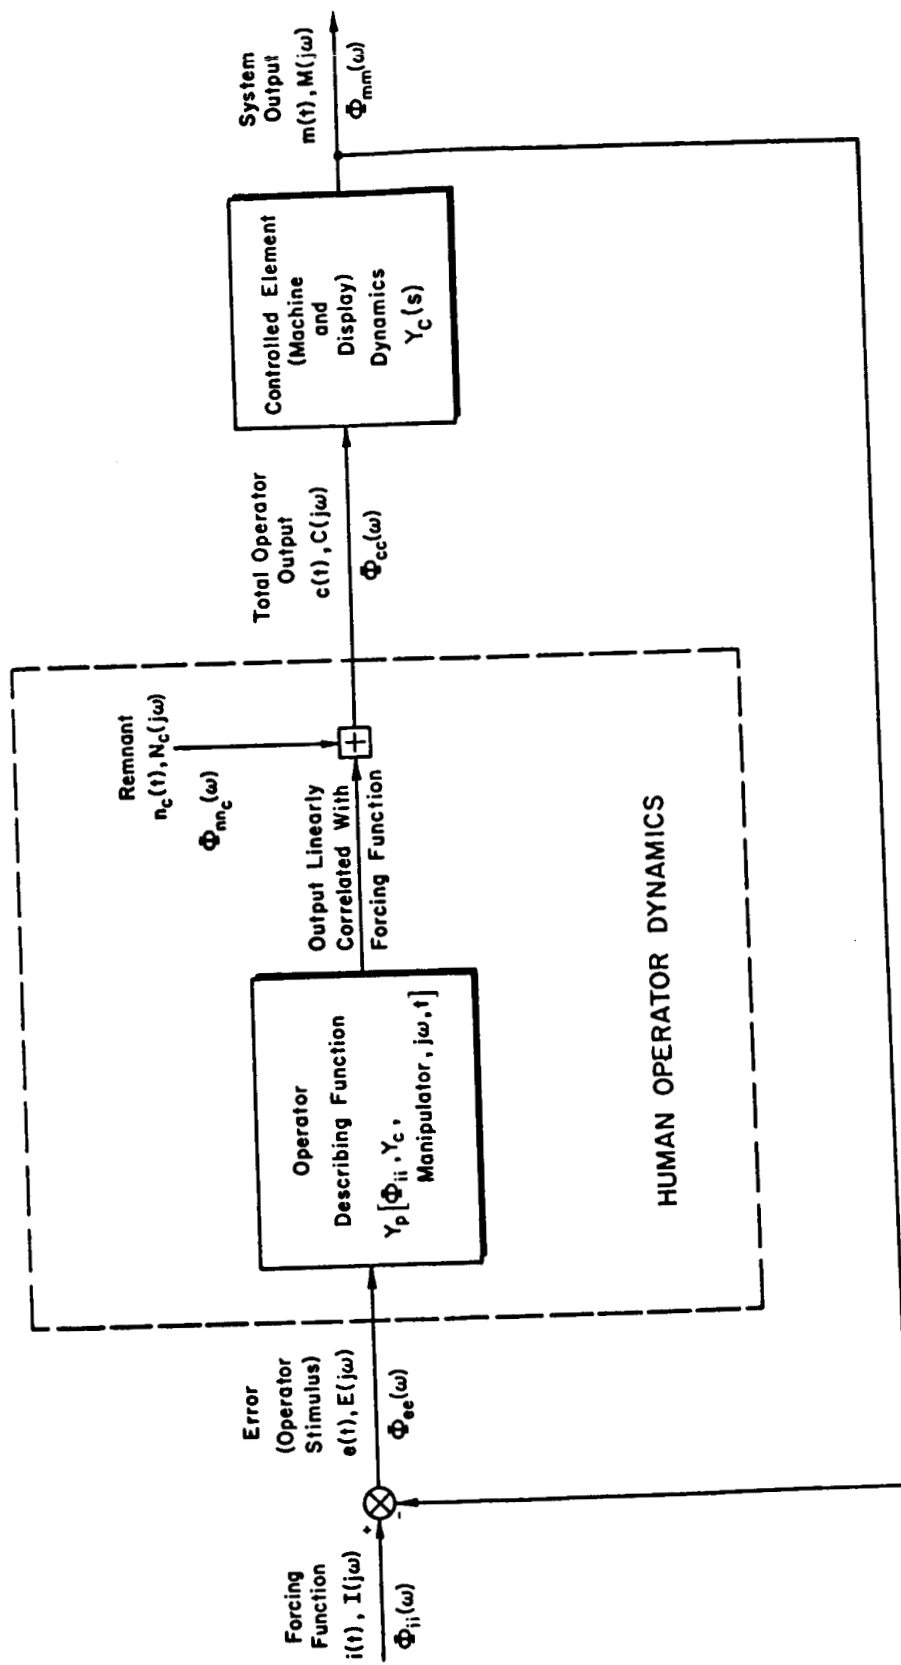 Forcing
Function
i(t), I(jω)
Φii(ω)
+
-
Error
(Operator
Stimulus)
e(t), E(jω)
Φee(ω)
Operator
Describing Function
Yp[Φii, Yc,
Manipulator, jω, t]
Output Linearly
Correlated With
Forcing Function
Remnant
nc(t), Nc(jω)
Φnnc(ω)
+
HUMAN OPERATOR DYNAMICS
Total Operator
Output
c(t), C(jω)
Φcc(ω)
Controlled Element
(Machine
and
Display)
Dynamics
Yc(s)
System
Output
m(t), M(jω)
Φmm(ω)